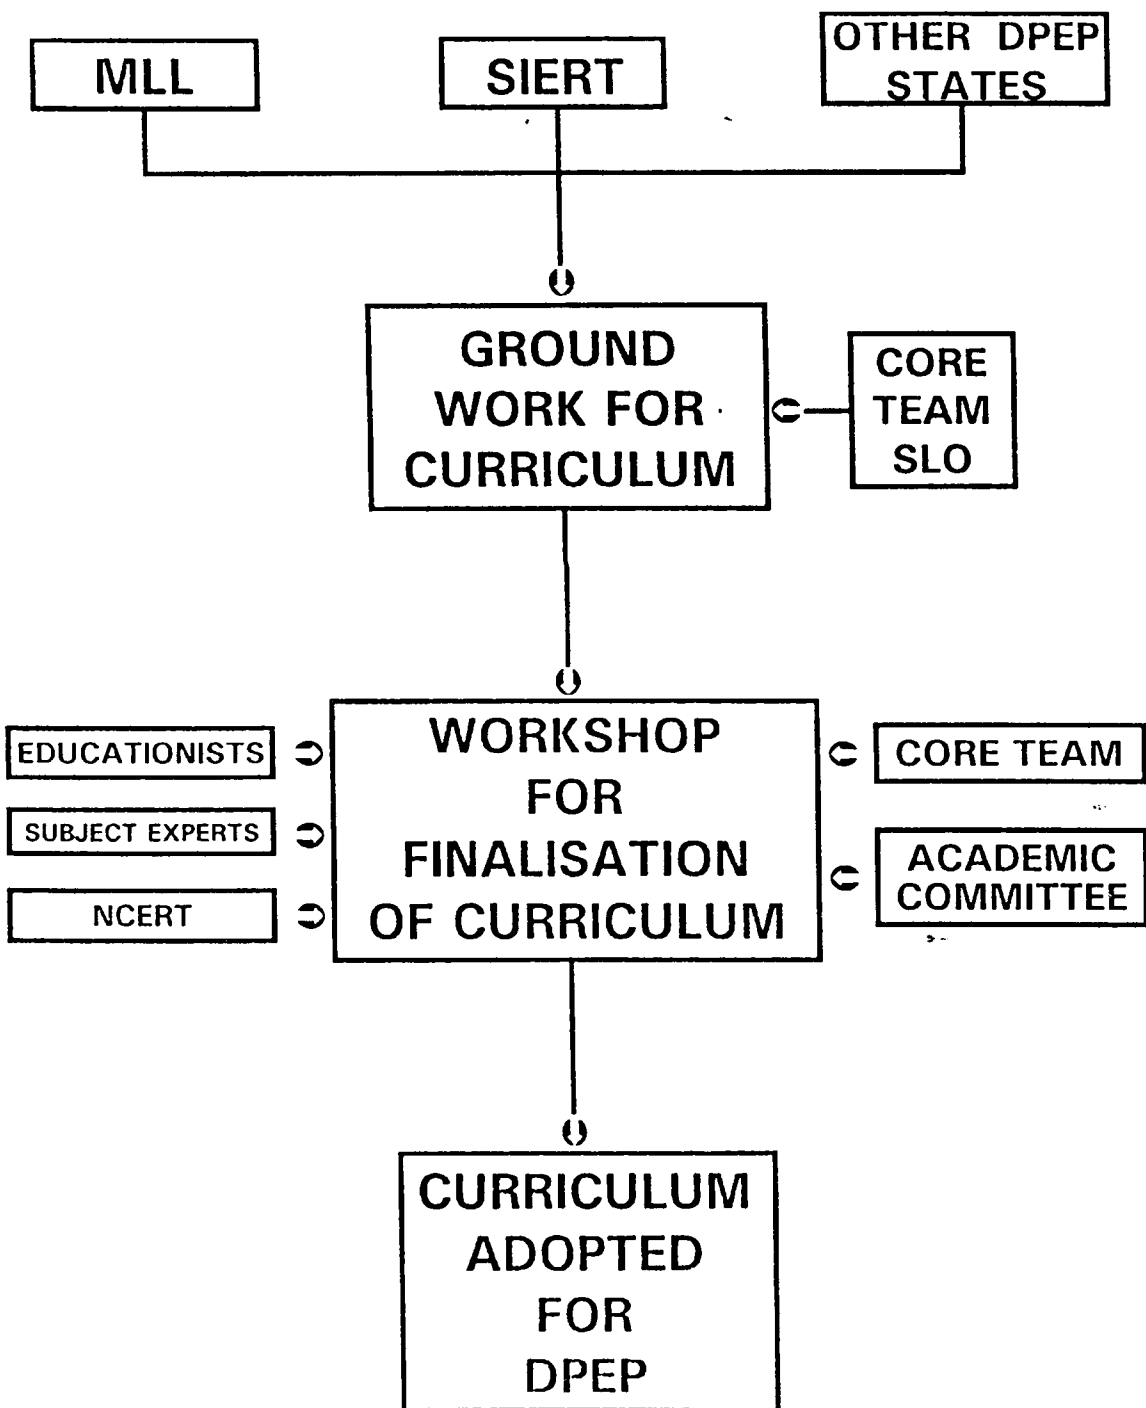 MLL
SIERT
OTHER DPEP
STATES
GROUND
WORK FOR
CURRICULUM
CORE
TEAM
SLO
WORKSHOP
FOR
FINALISATION
OF CURRICULUM
EDUCATIONISTS
SUBJECT EXPERTS
NCERT
CORE TEAM
ACADEMIC
COMMITTEE
CURRICULUM
ADOPTED
FOR
DPEP